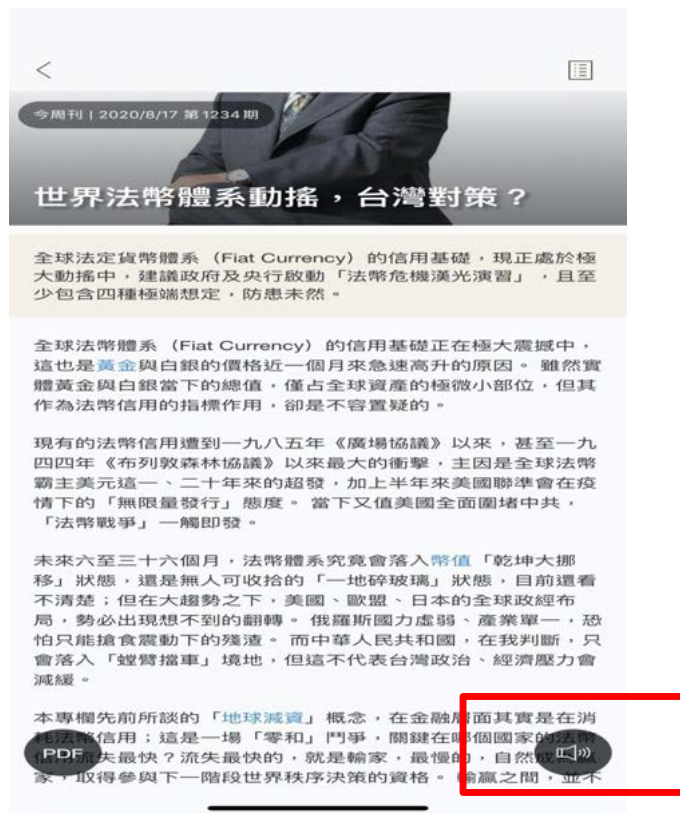 今周刊 | 2020/8/17 第1234期
世界法幣體系動搖，台灣對策？
全球法定貨幣體系（Fiat Currency）的信用基礎，現正處於極
大動搖中，建議政府及央行啟動「法幣危機漢光演習」，且至
少包含四種極端想定，防患未然。
全球法幣體系（Fiat Currency）的信用基礎正在極大震撼中，
這也是黃金與白銀的價格近一個月來急速高升的原因。 雖然實
體黃金與白銀當下的總值，僅占全球資產的極微小部位，但其
作為法幣信用的指標作用，卻是不容置疑的。
現有的法幣信用遭到一九八五年《廣場協議》以來，甚至一九
四四年《布列敦森林協議》以來最大的衝擊，主因是全球法幣
霸主美元這一、二十年來的超發，加上半年來美國聯準會在疫
情下的「無限量發行」態度。 當下又值美國全面圍堵中共，
「法幣戰爭」一觸即發。
未來六至三十六個月，法幣體系究竟會落入幣值「乾坤大挪
移」狀態，還是無人可收拾的「一地碎玻璃」狀態，目前還看
不清楚；但在大趨勢之下，美國、歐盟、日本的全球政經布
局，勢必出現想不到的翻轉。 俄羅斯國力虛弱、產業單一，恐
怕只能搶食震動下的殘渣。 而中華人民共和國，在我判斷，只
會落入「螳臂擋車」境地，但這不代表台灣政治、經濟壓力會
減緩。
本專欄先前所談的「地球減資」概念，在金融層面其實是在消
耗法幣信用；這是一場「零和」鬥爭，關鍵在哪個國家的法幣
信用流失最快？流失最快的，就是輸家，最慢的，自然成為贏
家，取得參與下一階段世界秩序決策的資格。 輸贏之間，並不
PDF